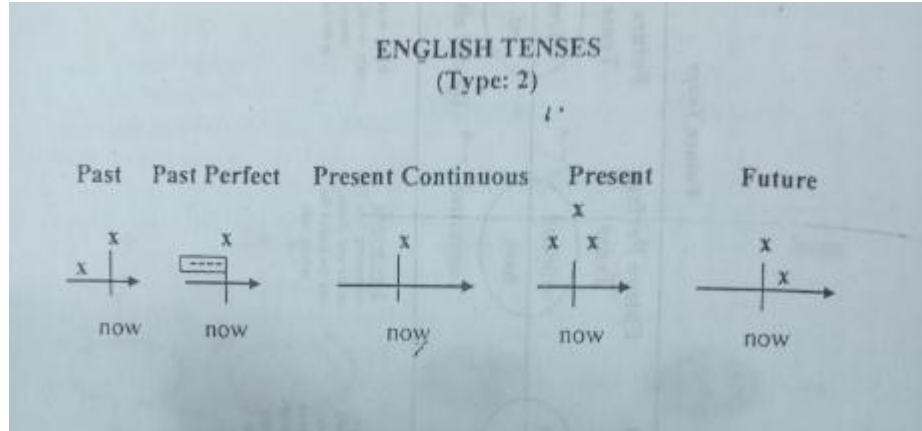 ENGLISH TENSES
(Type: 2)
Past Past Perfect Present Continuous Present Future
x
x x x x x x
x x
now now now now now